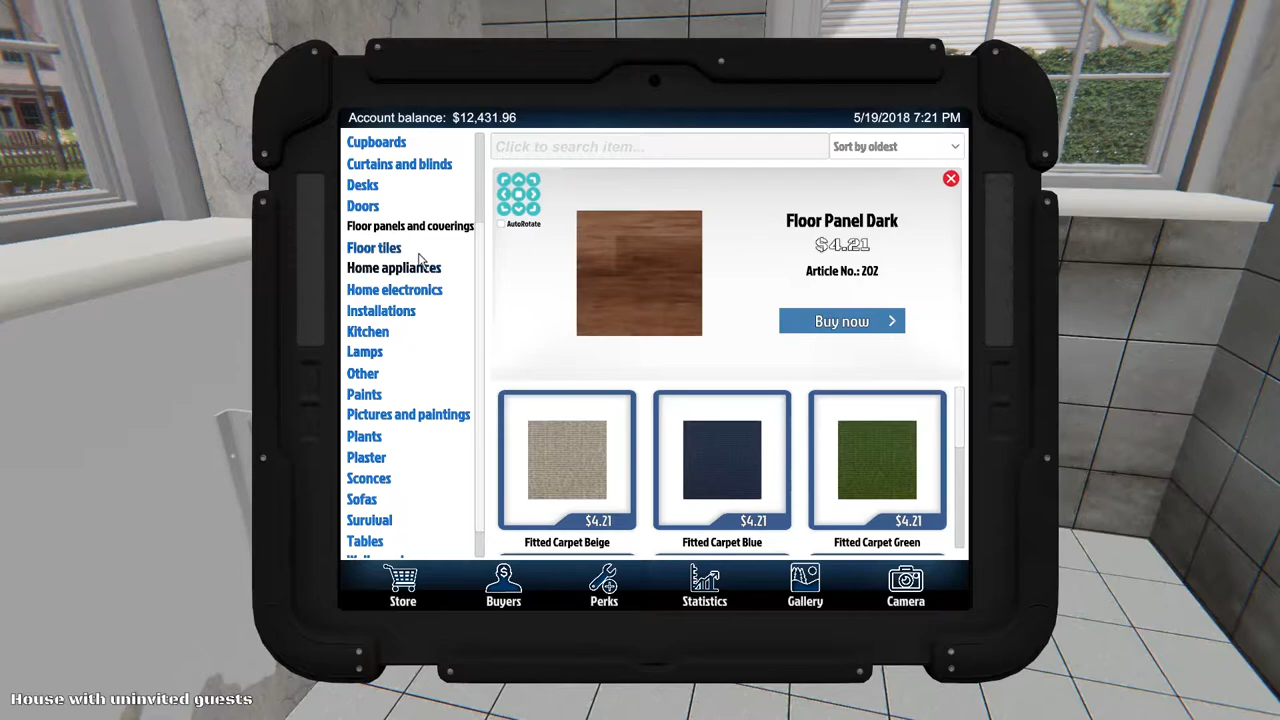 Account balance: $12,431.96
5/19/2018 7:21 PM
Cupboards
Curtains and blinds
Desks
Doors
Floor panels and coverings
Floor tiles
Home appliances
Home electronics
Installations
Kitchen
Lamps
Other
Paints
Pictures and paintings
Plants
Plaster
Sconces
Sofas
Survival
Tables
Click to search item...
Sort by oldest
AutoRotate
Floor Panel Dark
$4.21
Article No.: 202
Buy now
$4.21
$4.21
$4.21
Fitted Carpet Beige
Fitted Carpet Blue
Fitted Carpet Green
Store
Buyers
Perks
Statistics
Gallery
Camera
House with uninvited guests